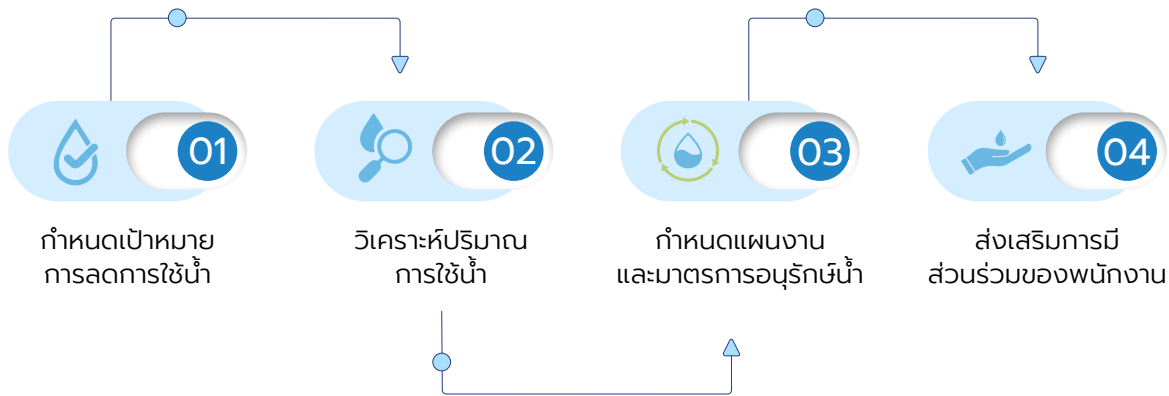 01
กำหนดเป้าหมาย
การลดการใช้น้ำ
02
วิเคราะห์ปริมาณ
การใช้น้ำ
03
กำหนดแผนงาน
และมาตรการอนุรักษ์น้ำ
04
ส่งเสริมการมี
ส่วนร่วมของพนักงาน